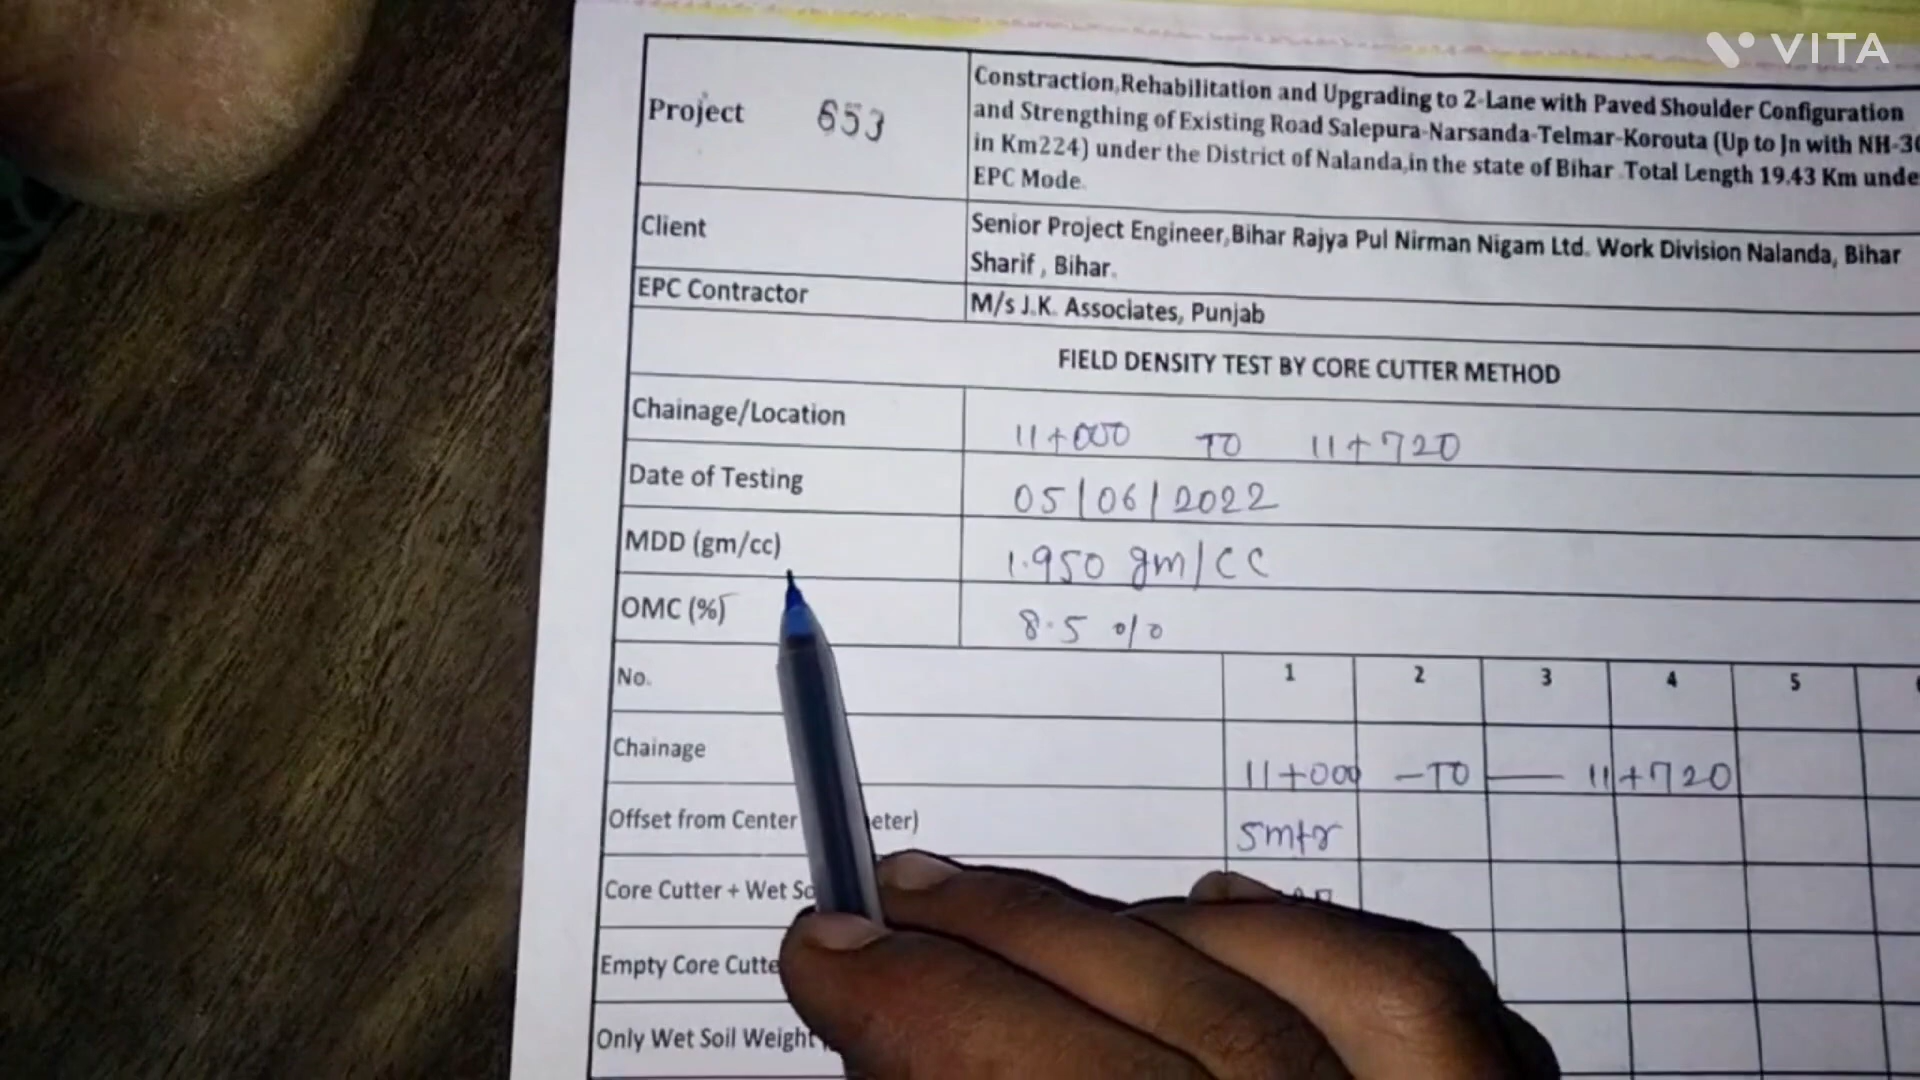 VITA
Project 653
Constraction,Rehabilitation and Upgrading to 2-Lane with Paved Shoulder Configuration
and Strengthing of Existing Road Salepura-Narsanda-Telmar-Korouta (Up to Jn with NH-30
in Km224) under the District of Nalanda,in the state of Bihar .Total Length 19.43 Km unde
EPC Mode.
Client
Senior Project Engineer,Bihar Rajya Pul Nirman Nigam Ltd. Work Division Nalanda, Bihar
Sharif , Bihar.
EPC Contractor
M/s J.K. Associates, Punjab
FIELD DENSITY TEST BY CORE CUTTER METHOD
Chainage/Location 11+000 TO 11+720
Date of Testing 05/06/2022
MDD (gm/cc) 1.950 gm/cc
OMC (%) 8.5 %
No. 1 2 3 4 5
Chainage 11+000 - TO — 11+720
Offset from Center eter) 5mtr
Core Cutter + Wet So
Empty Core Cutte
Only Wet Soil Weight